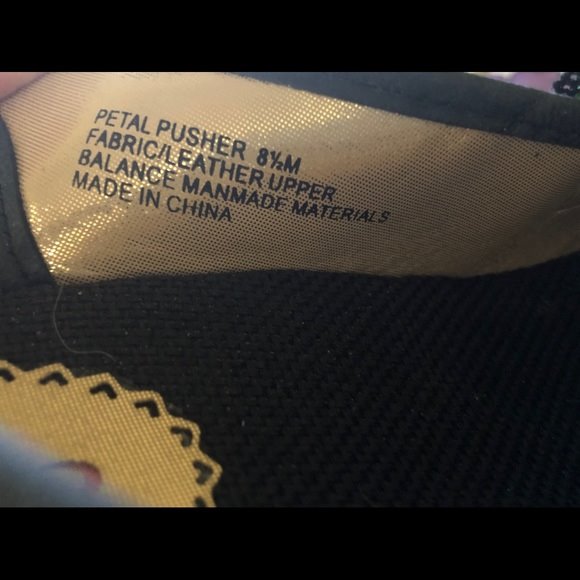 PETAL PUSHER 8½M
FABRIC/LEATHER UPPER
BALANCE MANMADE MATERIALS
MADE IN CHINA